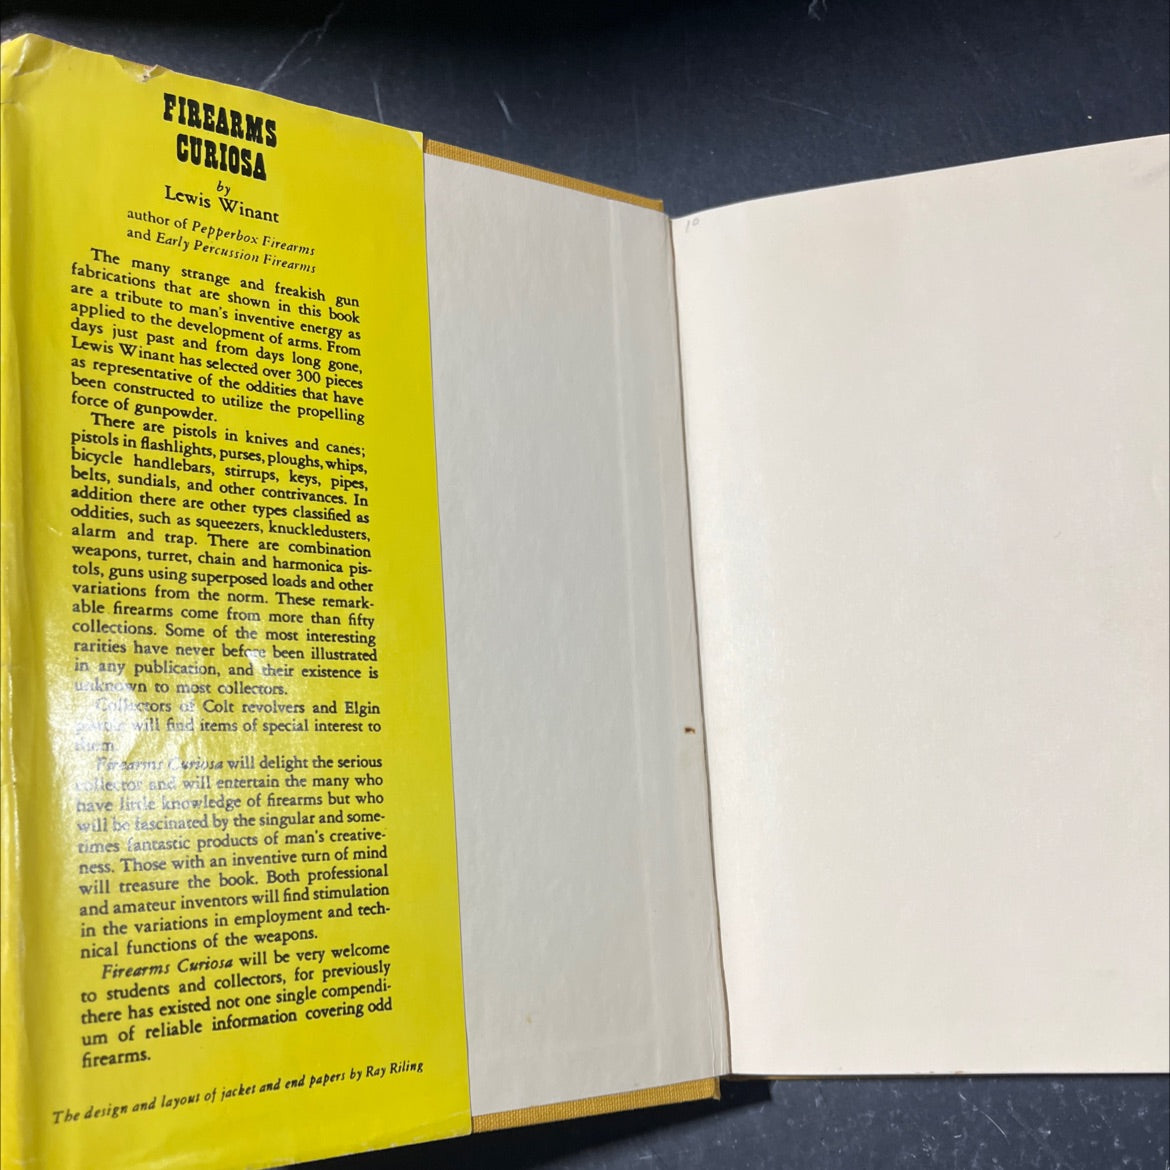 FIREARMS
CURIOSA
by
Lewis Winant
author of Pepperbox Firearms
and Early Percussion Firearms
The many strange and freakish gun
fabrications that are shown in this book
are a tribute to man's inventive energy as
applied to the development of arms. From
days just past and from days long gone,
Lewis Winant has selected over 300 pieces
as representative of the oddities that have
been constructed to utilize the propelling
force of gunpowder.
There are pistols in knives and canes;
pistols in flashlights, purses, ploughs, whips,
bicycle handlebars, stirrups, keys, pipes,
belts, sundials, and other contrivances. In
addition there are other types classified as
oddities, such as squeezers, knuckledusters,
alarm and trap. There are combination
weapons, turret, chain and harmonica pis-
tols, guns using superposed loads and other
variations from the norm. These remark-
able firearms come from more than fifty
collections. Some of the most interesting
rarities have never before been illustrated
in any publication, and their existence is
unknown to most collectors.
Collectors of Colt revolvers and Elgin
will find items of special interest to
them.
Firearms Curiosa will delight the serious
collector and will entertain the many who
have little knowledge of firearms but who
will be fascinated by the singular and some-
times fantastic products of man's creative-
ness. Those with an inventive turn of mind
will treasure the book. Both professional
and amateur inventors will find stimulation
in the variations in employment and tech-
nical functions of the weapons.
Firearms Curiosa will be very welcome
to students and collectors, for previously
there has existed not one single compendi-
um of reliable information covering odd
firearms.
The design and layout of jacket and end papers by Ray Riling
10